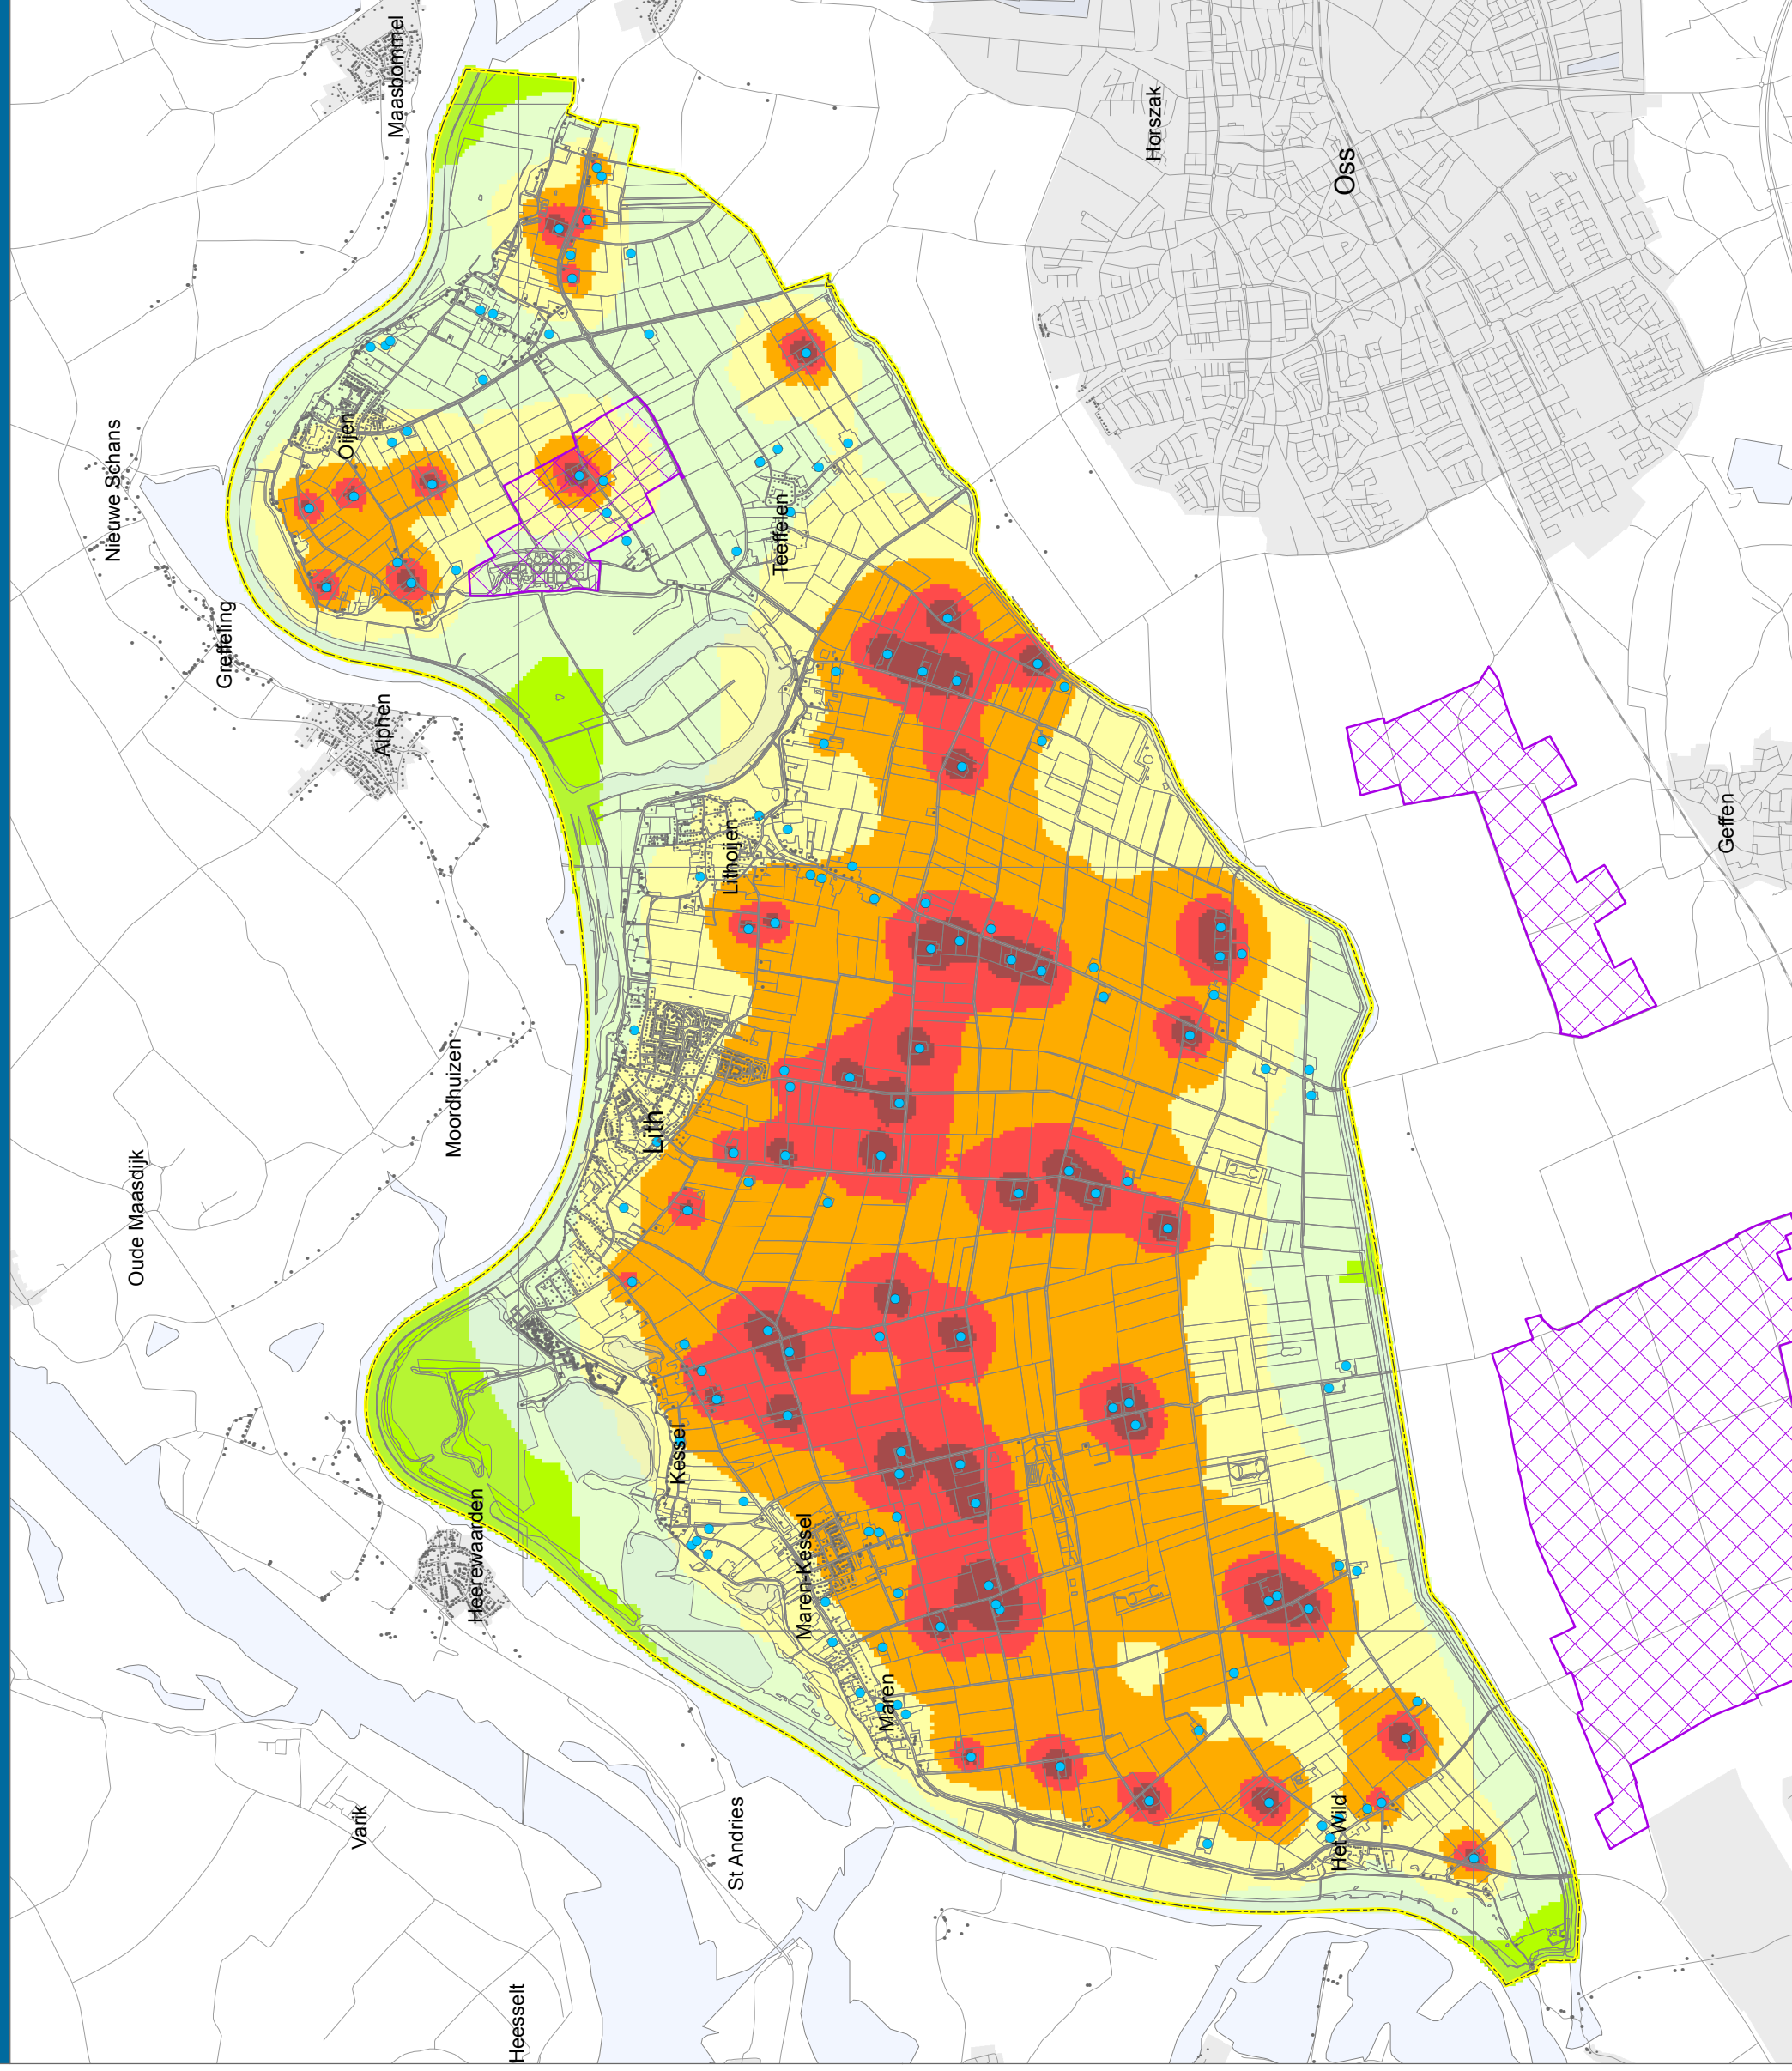 Maasbommel
Horszak
Oss
Nieuwe Schans
Oijen
Teeffelen
Greffeling
Alphen
Lithoijen
Geffen
Moordhuizen
Lith
Oude Maasdijk
Kessel
Heerewaarden
Maren-Kessel
Maren
Varik
St Andries
Het Wild
Heesselt